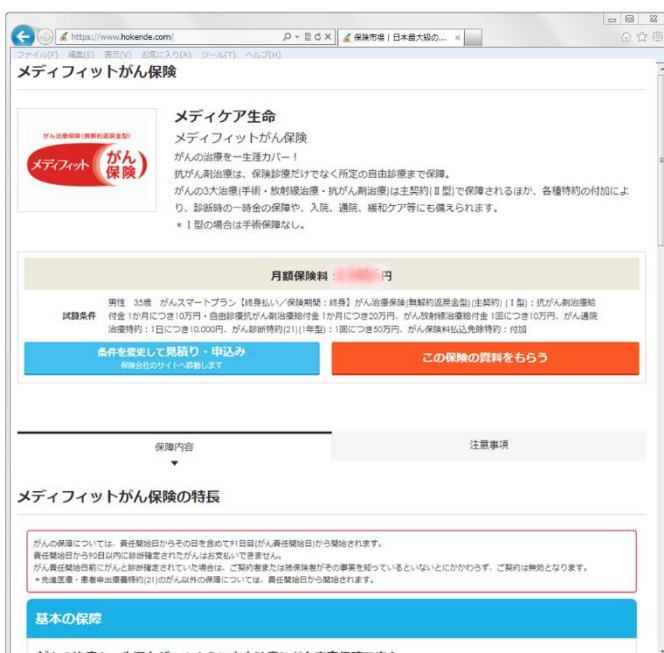 https://www.hokende.com/
保険市場 | 日本最大級の...
ファイル(F) 編集(E) 表示(V) お気に入り(A) ツール(T) ヘルプ(H)
メディフィットがん保険
がん治療保険(無解約返戻金型)
メディフィット がん保険
メディケア生命
メディフィットがん保険
がんの治療を一生涯カバー！
抗がん剤治療は、保険診療だけでなく所定の自由診療まで保障。
がんの3大治療(手術・放射線治療・抗がん剤治療)は主契約(Ⅱ型)で保障されるほか、各種特約の付加によ
り、診断時の一時金の保障や、入院、通院、緩和ケア等にも備えられます。
＊Ⅰ型の場合は手術保障なし。
月額保険料：
円
試算条件
男性 35歳 がんスマートプラン【終身払い／保険期間：終身】がん治療保険(無解約返戻金型)(主契約)(Ⅰ型)：抗がん剤治療給
付金 1か月につき10万円・自由診療抗がん剤治療給付金 1か月につき20万円、がん放射線治療給付金 1回につき10万円、がん通院
治療特約：1日につき10,000円、がん診断特約(21)(1年型)：1回につき50万円、がん保険料払込免除特約：付加
条件を変更して見積り・申込み
保険会社のサイトへ移動します
この保険の資料をもらう
保障内容
▼
注意事項
メディフィットがん保険の特長
がんの保障については、責任開始日からその日を含めて91日目(がん責任開始日)から開始されます。
責任開始日から90日以内に診断確定されたがんはお支払いできません。
がん責任開始日前にがんと診断確定されていた場合は、ご契約者または被保険者がその事実を知っているといないとにかかわらず、ご契約は無効となります。
＊先進医療・患者申出療養特約(21)のがん以外の保障については、責任開始日から開始されます。
基本の保障